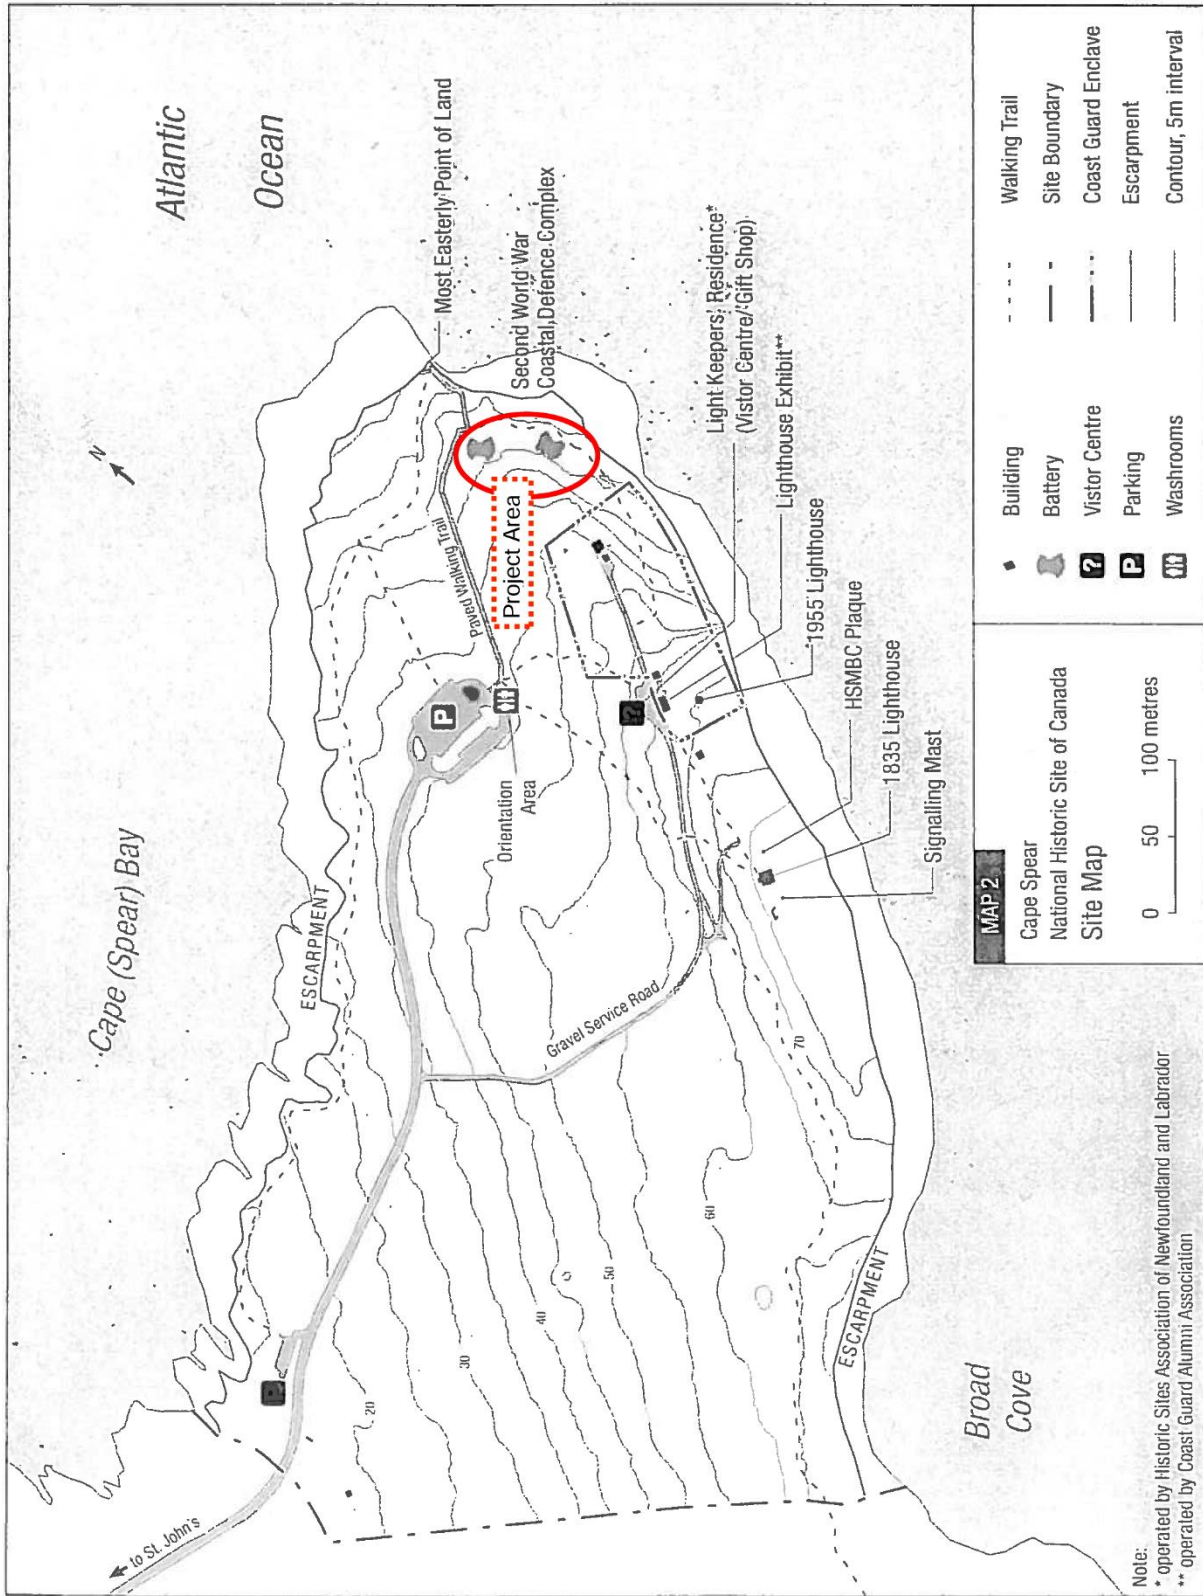 Atlantic
Ocean
Cape (Spear) Bay
N
Most Easterly Point of Land
Second World War
Coastal Defence Complex
Light Keepers' Residence*
(Vistor Centre/Gift Shop)
Lighthouse Exhibit**
1955 Lighthouse
HSMBC Plaque
1835 Lighthouse
Signalling Mast
Paved Walking Trail
Project Area
P
?
Orientation
Area
ESCARPMENT
Gravel Service Road
to St. John's
P
20
30
40
50
60
70
ESCARPMENT
Broad
Cove
Note:
* operated by Historic Sites Association of Newfoundland and Labrador
** operated by Coast Guard Alumni Association
MAP 2
Cape Spear
National Historic Site of Canada
Site Map
0 50 100 metres
Building
Battery
? Vistor Centre
P Parking
Washrooms
Walking Trail
Site Boundary
Coast Guard Enclave
Escarpment
Contour, 5m interval